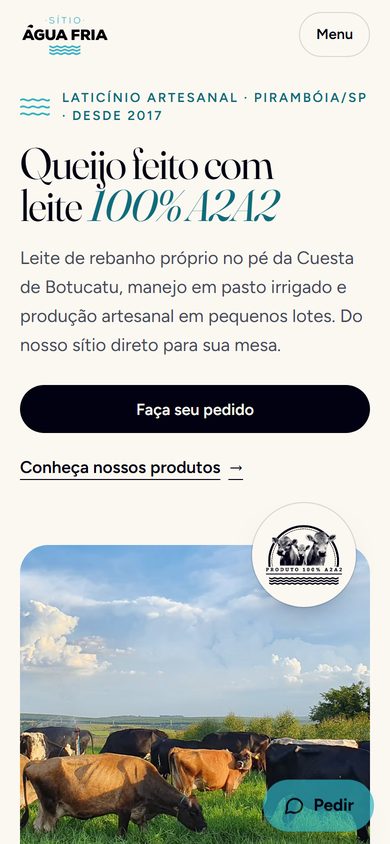 · SÍTIO ·
ÁGUA FRIA
Menu
LATICÍNIO ARTESANAL · PIRAMBÓIA/SP
· DESDE 2017
Queijo feito com
leite 100% A2A2
Leite de rebanho próprio no pé da Cuesta
de Botucatu, manejo em pasto irrigado e
produção artesanal em pequenos lotes. Do
nosso sítio direto para sua mesa.
Faça seu pedido
Conheça nossos produtos →
PRODUTO 100% A2A2
Pedir